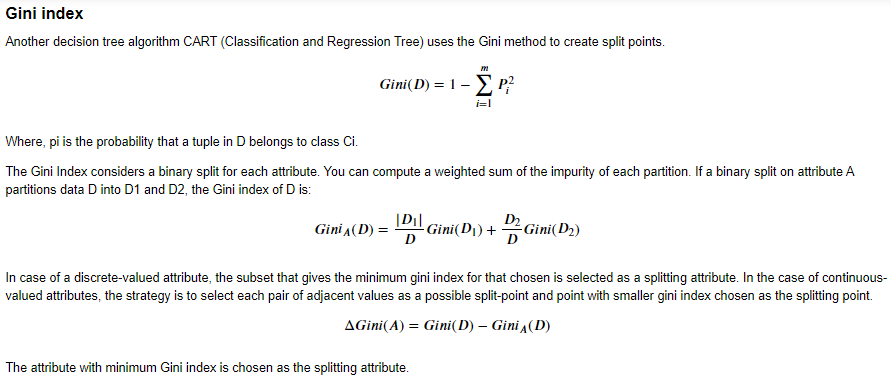 Gini index
Another decision tree algorithm CART (Classification and Regression Tree) uses the Gini method to create split points.
Gini(D) = 1 − ∑_{i=1}^{m} P_i^2
Where, pi is the probability that a tuple in D belongs to class Ci.
The Gini Index considers a binary split for each attribute. You can compute a weighted sum of the impurity of each partition. If a binary split on attribute A
partitions data D into D1 and D2, the Gini index of D is:
Gini_A(D) = |D_1|/D Gini(D_1) + D_2/D Gini(D_2)
In case of a discrete-valued attribute, the subset that gives the minimum gini index for that chosen is selected as a splitting attribute. In the case of continuous-
valued attributes, the strategy is to select each pair of adjacent values as a possible split-point and point with smaller gini index chosen as the splitting point.
ΔGini(A) = Gini(D) − Gini_A(D)
The attribute with minimum Gini index is chosen as the splitting attribute.